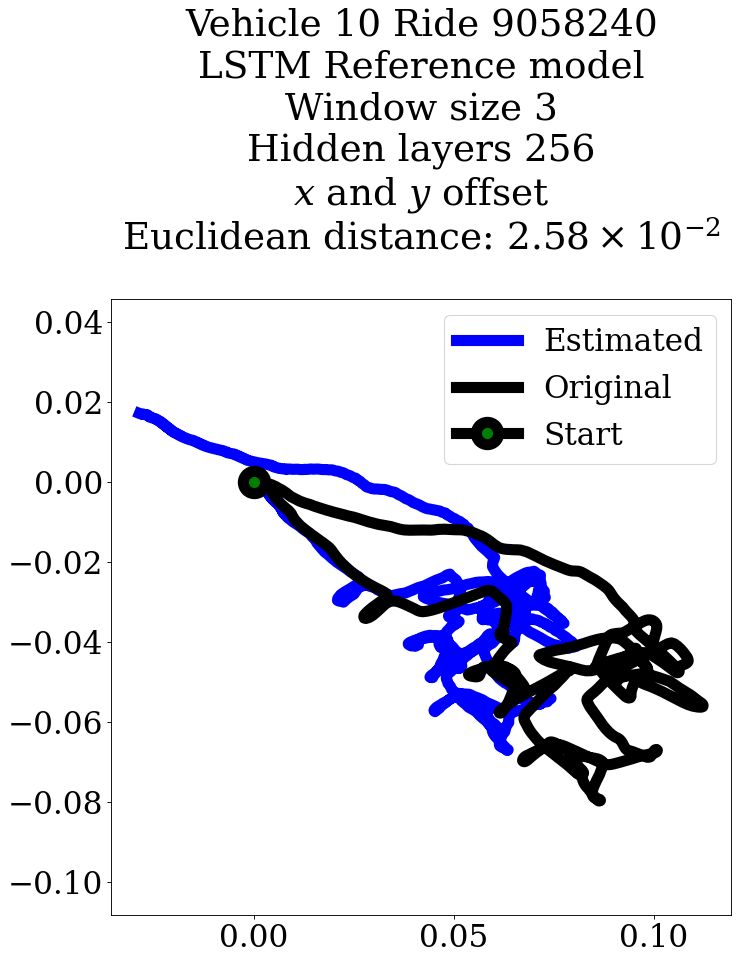 Vehicle 10 Ride 9058240
LSTM Reference model
Window size 3
Hidden layers 256
x and y offset
Euclidean distance: 2.58 × 10⁻²
Estimated
Original
Start
0.04
0.02
0.00
−0.02
−0.04
−0.06
−0.08
−0.10
0.00 0.05 0.10